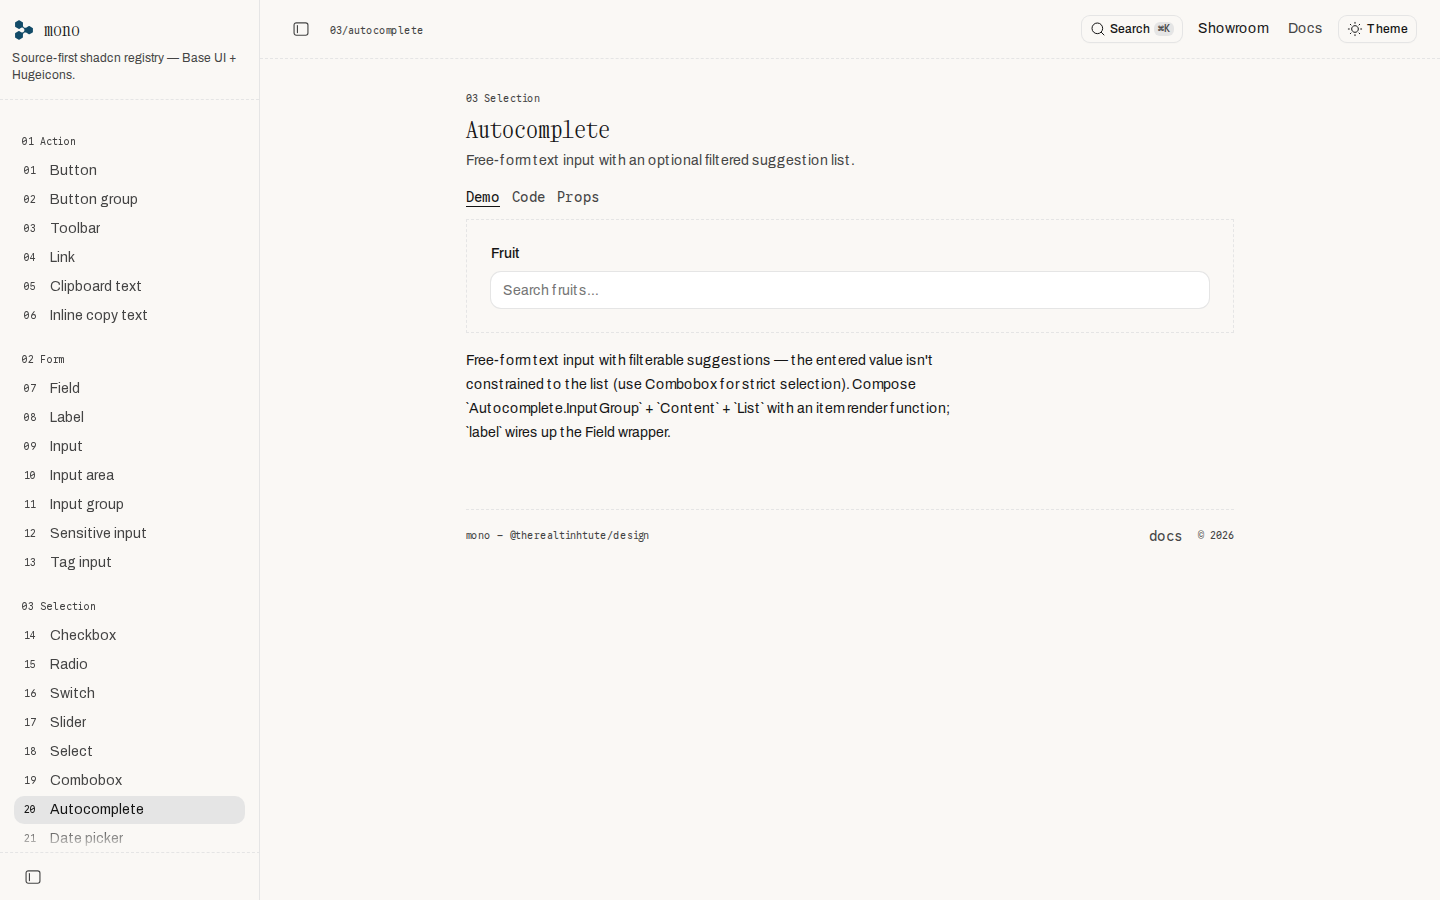 mono
Source-first shadcn registry — Base UI +
Hugeicons.
01 Action
01 Button
02 Button group
03 Toolbar
04 Link
05 Clipboard text
06 Inline copy text
02 Form
07 Field
08 Label
09 Input
10 Input area
11 Input group
12 Sensitive input
13 Tag input
03 Selection
14 Checkbox
15 Radio
16 Switch
17 Slider
18 Select
19 Combobox
20 Autocomplete
21 Date picker
03/autocomplete
Search ⌘K Showroom Docs Theme
03 Selection
Autocomplete
Free-form text input with an optional filtered suggestion list.
Demo Code Props
Fruit
Search fruits...
Free-form text input with filterable suggestions — the entered value isn't
constrained to the list (use Combobox for strict selection). Compose
`Autocomplete.InputGroup` + `Content` + `List` with an item render function;
`label` wires up the Field wrapper.
mono — @therealtinhtute/design
docs © 2026